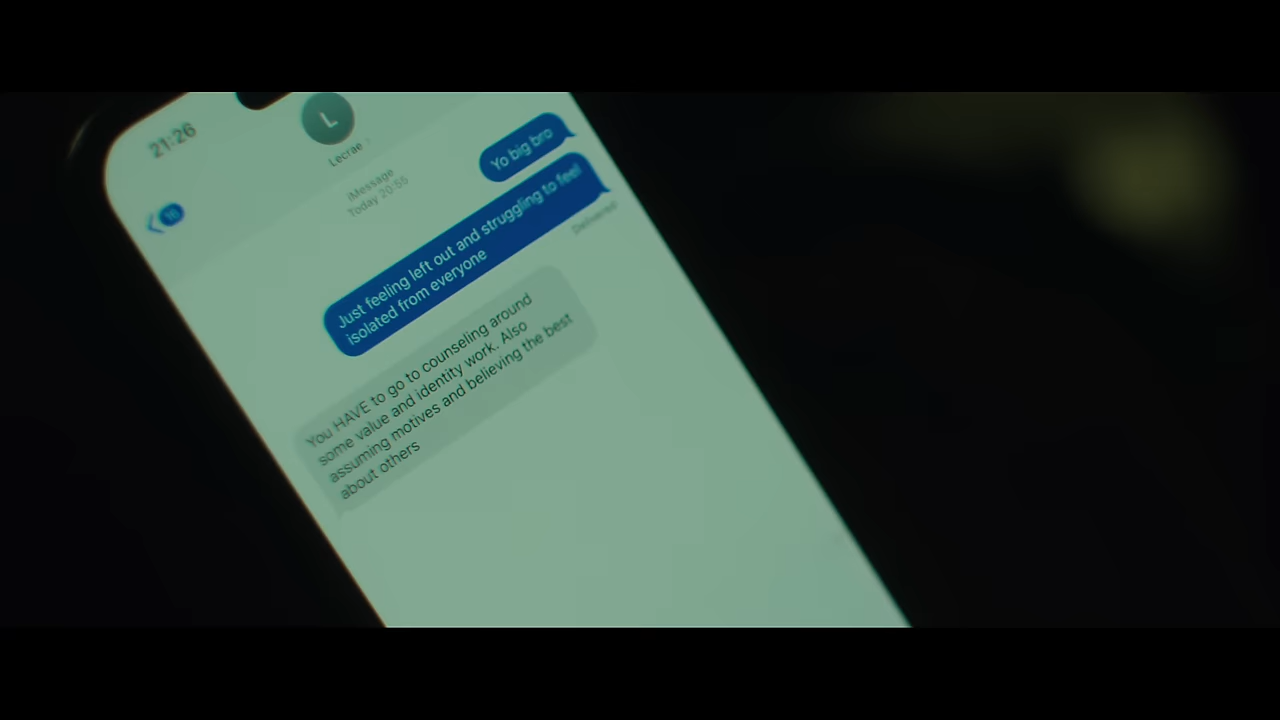 21:26
16
L
Lecrae
iMessage
Today 20:55
Yo big bro
Just feeling left out and struggling to feel
isolated from everyone
Delivered
You HAVE to go to counseling around
some value and identity work. Also
assuming motives and believing the best
about others